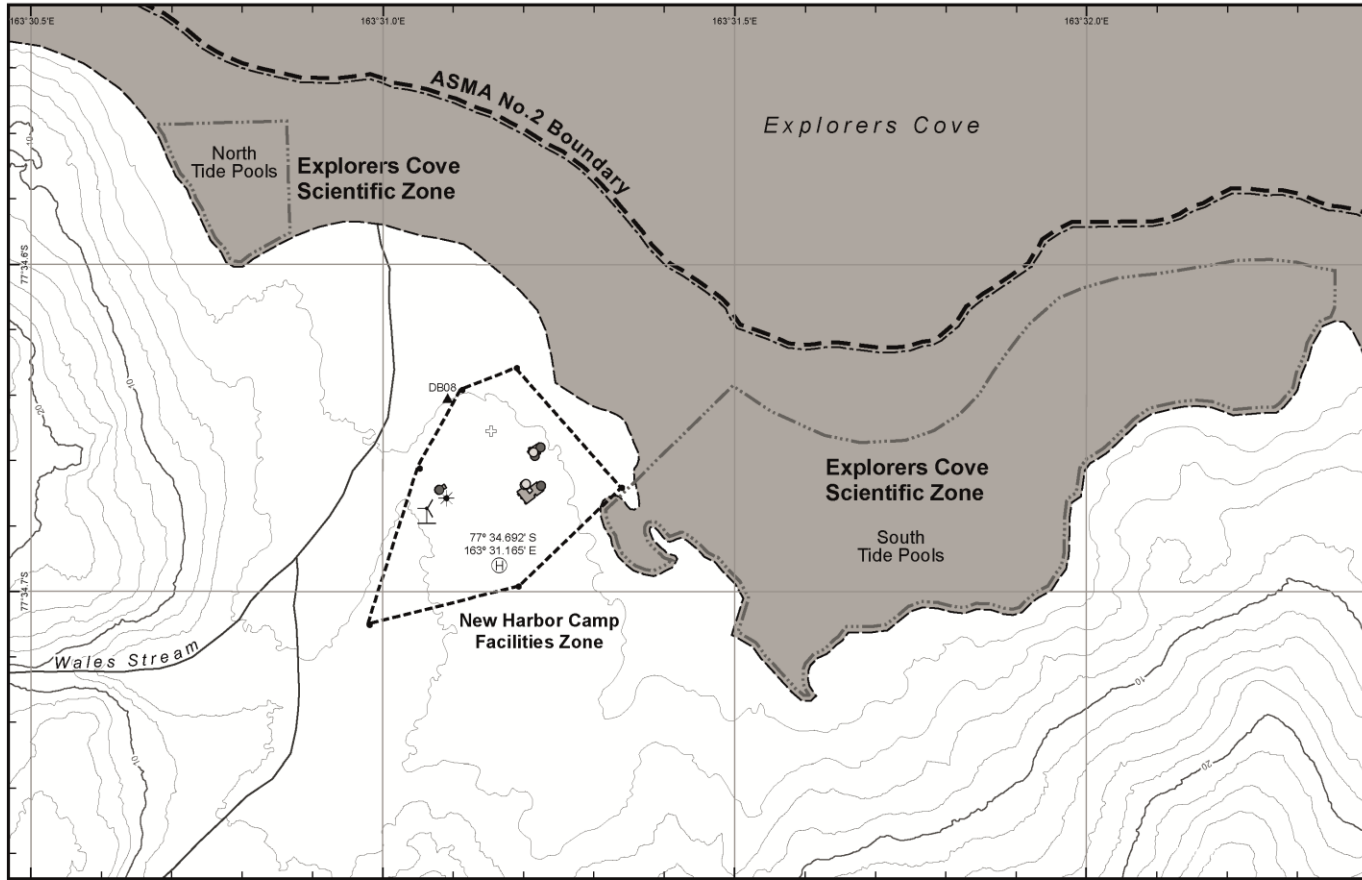 163°30.5'E
163°31.0'E
163°31.5'E
163°32.0'E
ASMA No.2 Boundary
Explorers Cove
North
Tide Pools
Explorers Cove
Scientific Zone
10
77°34.6'S
10
20
DB08
Explorers Cove
Scientific Zone
South
Tide Pools
77° 34.692' S
163° 31.165' E
H
77°34.7'S
New Harbor Camp
Facilities Zone
Wales Stream
10
10
20